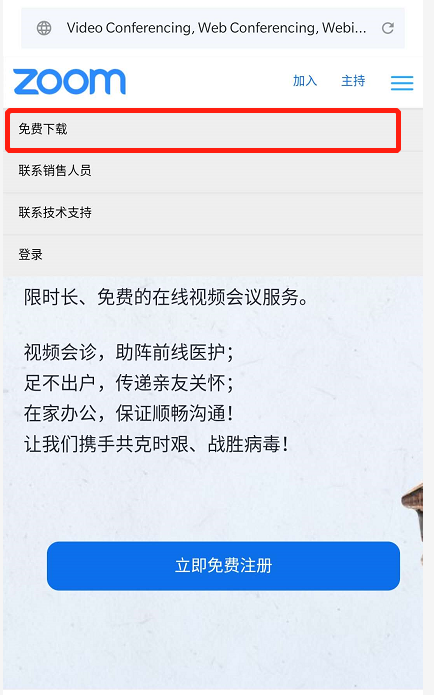 Video Conferencing, Web Conferencing, Webi...
zoom
加入
主持
免费下载
联系销售人员
联系技术支持
登录
限时长、免费的在线视频会议服务。
视频会诊，助阵前线医护；
足不出户，传递亲友关怀；
在家办公，保证顺畅沟通！
让我们携手共克时艰、战胜病毒！
立即免费注册